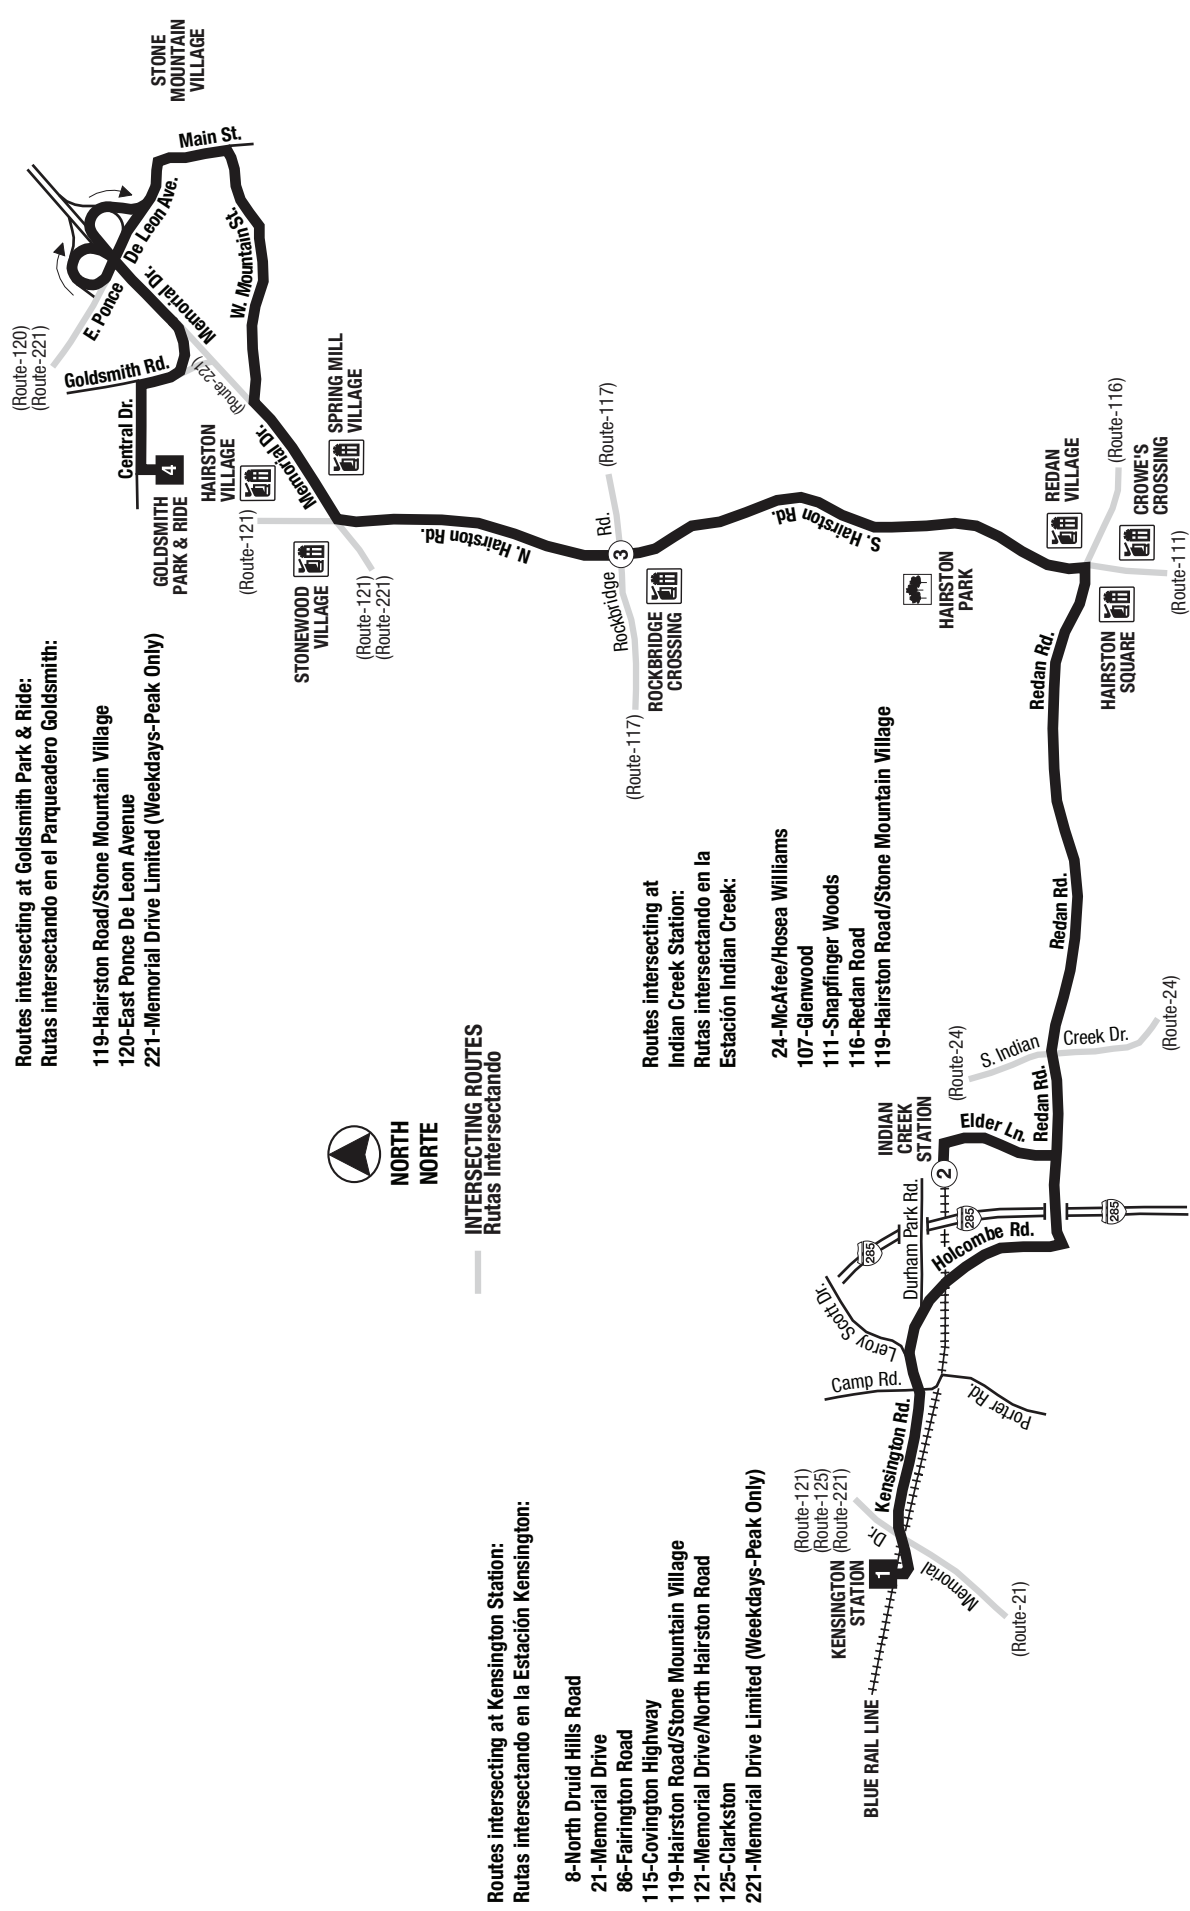 Routes intersecting at Kensington Station:
Rutas intersectando en la Estación Kensington:
8-North Druid Hills Road
21-Memorial Drive
86-Fairington Road
115-Covington Highway
119-Hairston Road/Stone Mountain Village
121-Memorial Drive/North Hairston Road
125-Clarkston
221-Memorial Drive Limited (Weekdays-Peak Only)
BLUE RAIL LINE
KENSINGTON
STATION
1
(Route-121)
(Route-125)
(Route-221)
Memorial
Dr.
(Route-21)
Kensington Rd.
Camp Rd.
Porter Rd.
Leroy Scott Dr.
Durham Park Rd.
Holcombe Rd.
285
285
285
INDIAN
CREEK
STATION
2
Elder Ln.
Redan Rd.
(Route-24)
S. Indian
Creek Dr.
(Route-24)
NORTH
NORTE
INTERSECTING ROUTES
Rutas Intersectando
Routes intersecting at
Indian Creek Station:
Rutas intersectando en la
Estación Indian Creek:
24-McAfee/Hosea Williams
107-Glenwood
111-Snapfinger Woods
116-Redan Road
119-Hairston Road/Stone Mountain Village
Redan Rd.
Redan Rd.
HAIRSTON
SQUARE
(Route-111)
CROWE'S
CROSSING
(Route-116)
REDAN
VILLAGE
HAIRSTON
PARK
S. Hairston Rd.
(Route-117)
Rockbridge
Rd.
3
(Route-117)
ROCKBRIDGE
CROSSING
N. Hairston Rd.
Routes intersecting at Goldsmith Park & Ride:
Rutas intersectando en el Parqueadero Goldsmith:
119-Hairston Road/Stone Mountain Village
120-East Ponce De Leon Avenue
221-Memorial Drive Limited (Weekdays-Peak Only)
STONEWOOD
VILLAGE
(Route-121)
(Route-221)
(Route-121)
HAIRSTON
VILLAGE
SPRING MILL
VILLAGE
Memorial Dr.
(Route-221)
GOLDSMITH
PARK & RIDE
4
Central Dr.
Goldsmith Rd.
(Route-120)
(Route-221)
E. Ponce
De Leon Ave.
Memorial Dr.
W. Mountain St.
Main St.
STONE
MOUNTAIN
VILLAGE